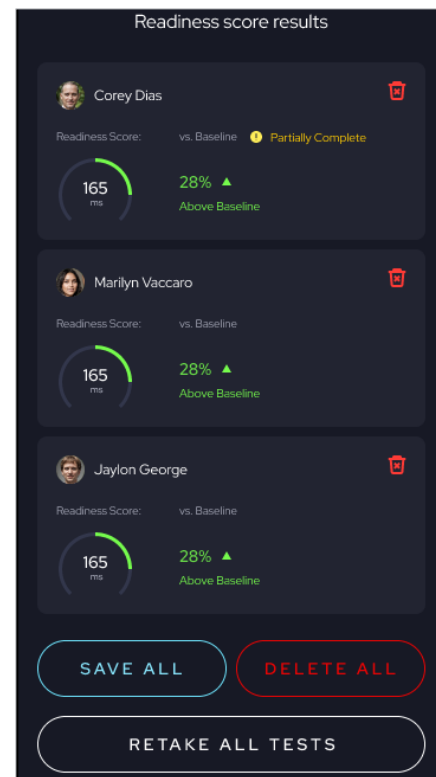 Readiness score results
Corey Dias
Readiness Score: vs. Baseline ! Partially Complete
165
ms
28% ▲
Above Baseline
Marilyn Vaccaro
Readiness Score: vs. Baseline
165
ms
28% ▲
Above Baseline
Jaylon George
Readiness Score: vs. Baseline
165
ms
28% ▲
Above Baseline
SAVE ALL DELETE ALL
RETAKE ALL TESTS